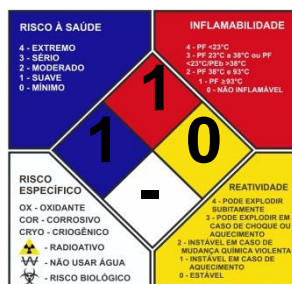 RISCO À SAÚDE
4 - EXTREMO
3 - SÉRIO
2 - MODERADO
1 - SUAVE
0 - MÍNIMO
INFLAMABILIDADE
4 - PF <23°C
3 - PF 23°C e 38°C ou PF
<23°C/PEb >38°C
2 - PF 38°C e 93°C
1 - PF ≥93°C
0 - NÃO INFLAMÁVEL
1
1
0
-
RISCO
ESPECÍFICO
OX - OXIDANTE
COR - CORROSIVO
CRYO - CRIOGÊNICO
- RADIOATIVO
W - NÃO USAR ÁGUA
- RISCO BIOLÓGICO
REATIVIDADE
4 - PODE EXPLODIR
SUBITAMENTE
3 - PODE EXPLODIR EM
CASO DE CHOQUE OU
AQUECIMENTO
2 - INSTÁVEL EM CASO DE
MUDANÇA QUÍMICA VIOLENTA
1 - INSTÁVEL EM CASO DE
AQUECIMENTO
0 - ESTÁVEL